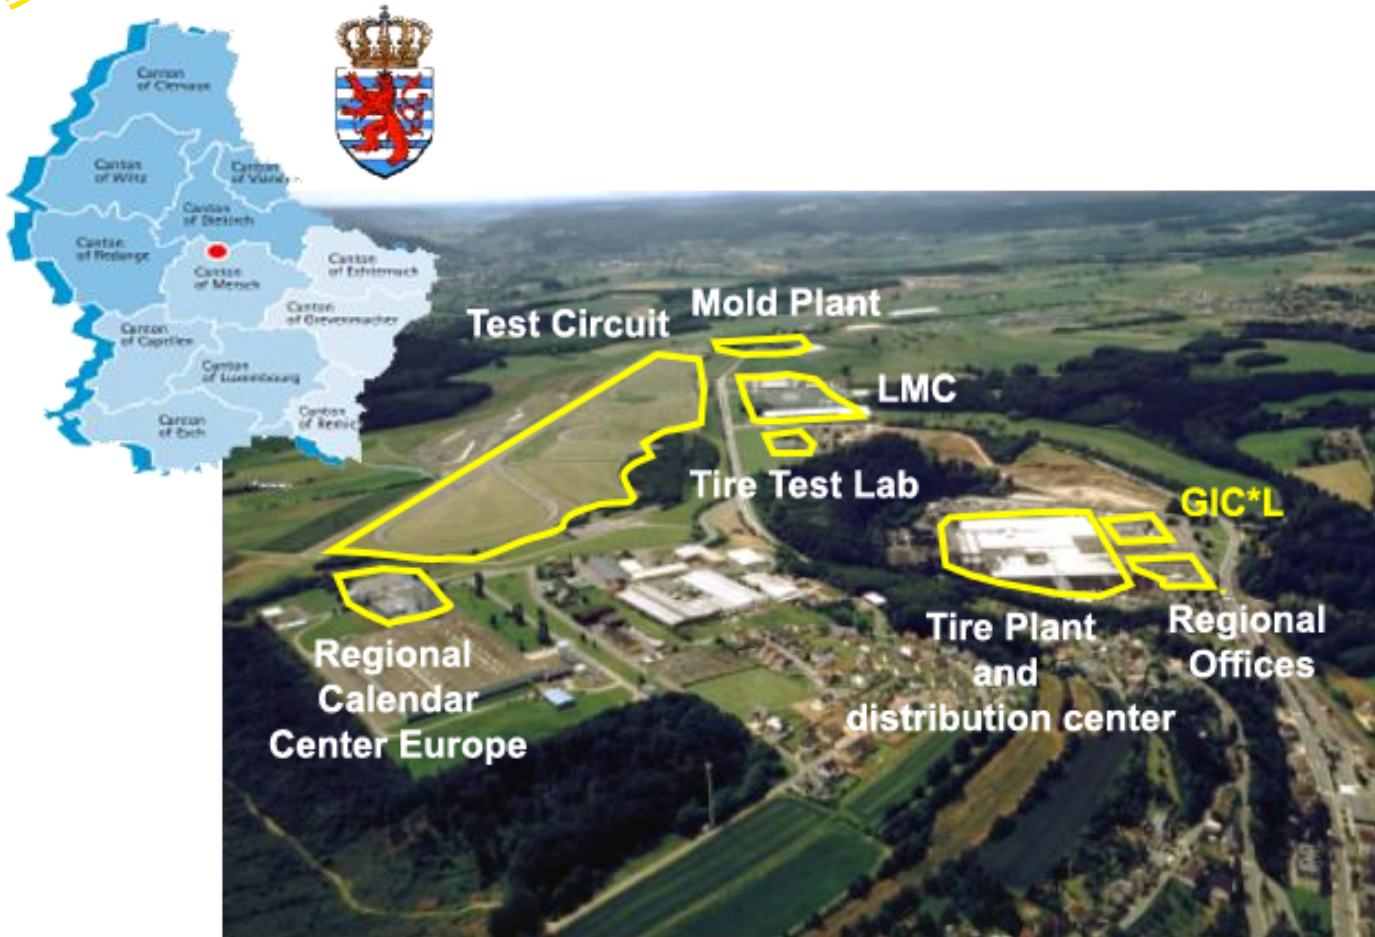 Canton
of Clervaux
Canton
of Wiltz
Canton
of Vianden
Canton
of Diekirch
Canton
of Redange
Canton
of Mersch
Canton
of Echternach
Canton
of Grevenmacher
Canton
of Capellen
Canton
of Luxembourg
Canton
of Esch
Canton
of Remich
Test Circuit
Mold Plant
LMC
Tire Test Lab
GIC*L
Regional
Calendar
Center Europe
Tire Plant
and
distribution center
Regional
Offices